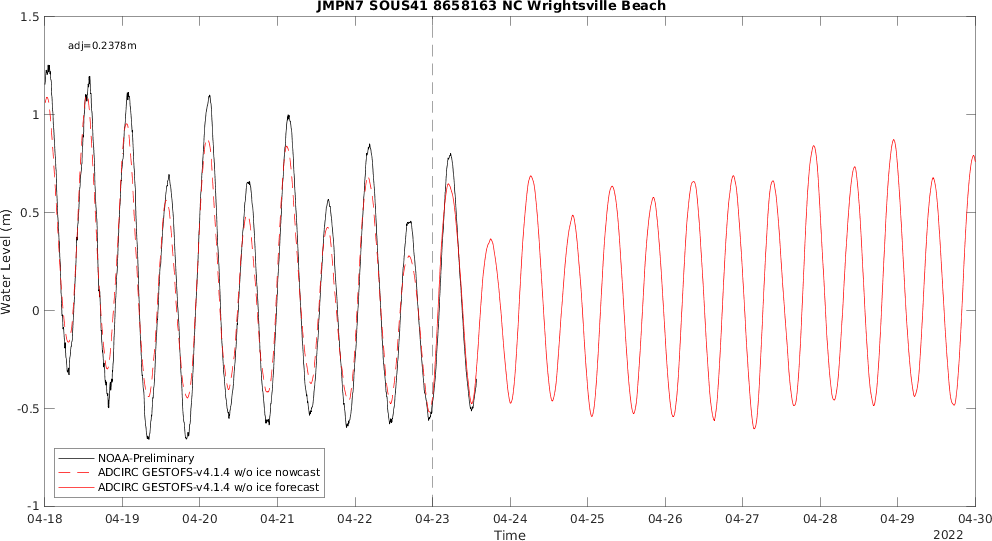 JMPN7 SOUS41 8658163 NC Wrightsville Beach
1.5
adj=0.2378m
1
0.5
Water Level (m)
0
-0.5
NOAA-Preliminary
ADCIRC GESTOFS-v4.1.4 w/o ice nowcast
ADCIRC GESTOFS-v4.1.4 w/o ice forecast
-1
04-18 04-19 04-20 04-21 04-22 04-23 04-24 04-25 04-26 04-27 04-28 04-29 04-30
Time
2022